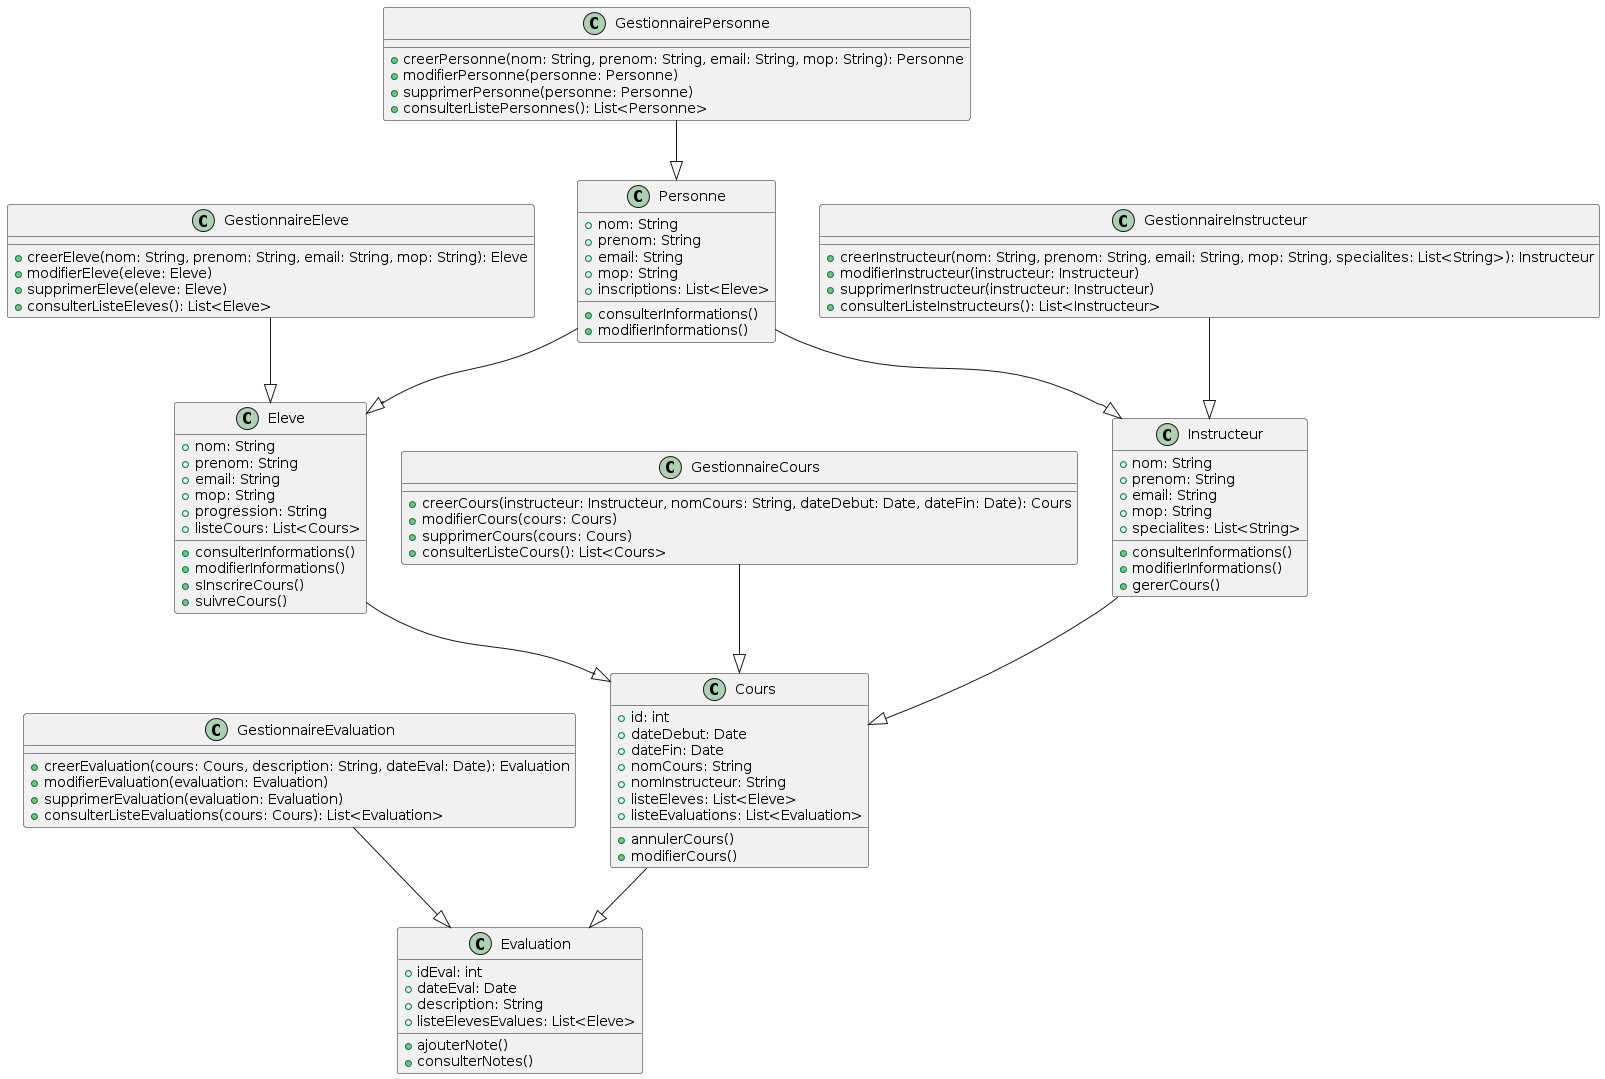 C GestionnairePersonne
creerPersonne(nom: String, prenom: String, email: String, mop: String): Personne
modifierPersonne(personne: Personne)
supprimerPersonne(personne: Personne)
consulterListePersonnes(): List<Personne>
C Personne
nom: String
prenom: String
email: String
mop: String
inscriptions: List<Eleve>
consulterInformations()
modifierInformations()
C GestionnaireEleve
creerEleve(nom: String, prenom: String, email: String, mop: String): Eleve
modifierEleve(eleve: Eleve)
supprimerEleve(eleve: Eleve)
consulterListeEleves(): List<Eleve>
C GestionnaireInstructeur
creerInstructeur(nom: String, prenom: String, email: String, mop: String, specialites: List<String>): Instructeur
modifierInstructeur(instructeur: Instructeur)
supprimerInstructeur(instructeur: Instructeur)
consulterListeInstructeurs(): List<Instructeur>
C Eleve
nom: String
prenom: String
email: String
mop: String
progression: String
listeCours: List<Cours>
consulterInformations()
modifierInformations()
sInscrireCours()
suivreCours()
C GestionnaireCours
creerCours(instructeur: Instructeur, nomCours: String, dateDebut: Date, dateFin: Date): Cours
modifierCours(cours: Cours)
supprimerCours(cours: Cours)
consulterListeCours(): List<Cours>
C Instructeur
nom: String
prenom: String
email: String
mop: String
specialites: List<String>
consulterInformations()
modifierInformations()
gererCours()
C GestionnaireEvaluation
creerEvaluation(cours: Cours, description: String, dateEval: Date): Evaluation
modifierEvaluation(evaluation: Evaluation)
supprimerEvaluation(evaluation: Evaluation)
consulterListeEvaluations(cours: Cours): List<Evaluation>
C Cours
id: int
dateDebut: Date
dateFin: Date
nomCours: String
nomInstructeur: String
listeEleves: List<Eleve>
listeEvaluations: List<Evaluation>
annulerCours()
modifierCours()
C Evaluation
idEval: int
dateEval: Date
description: String
listeElevesEvalues: List<Eleve>
ajouterNote()
consulterNotes()